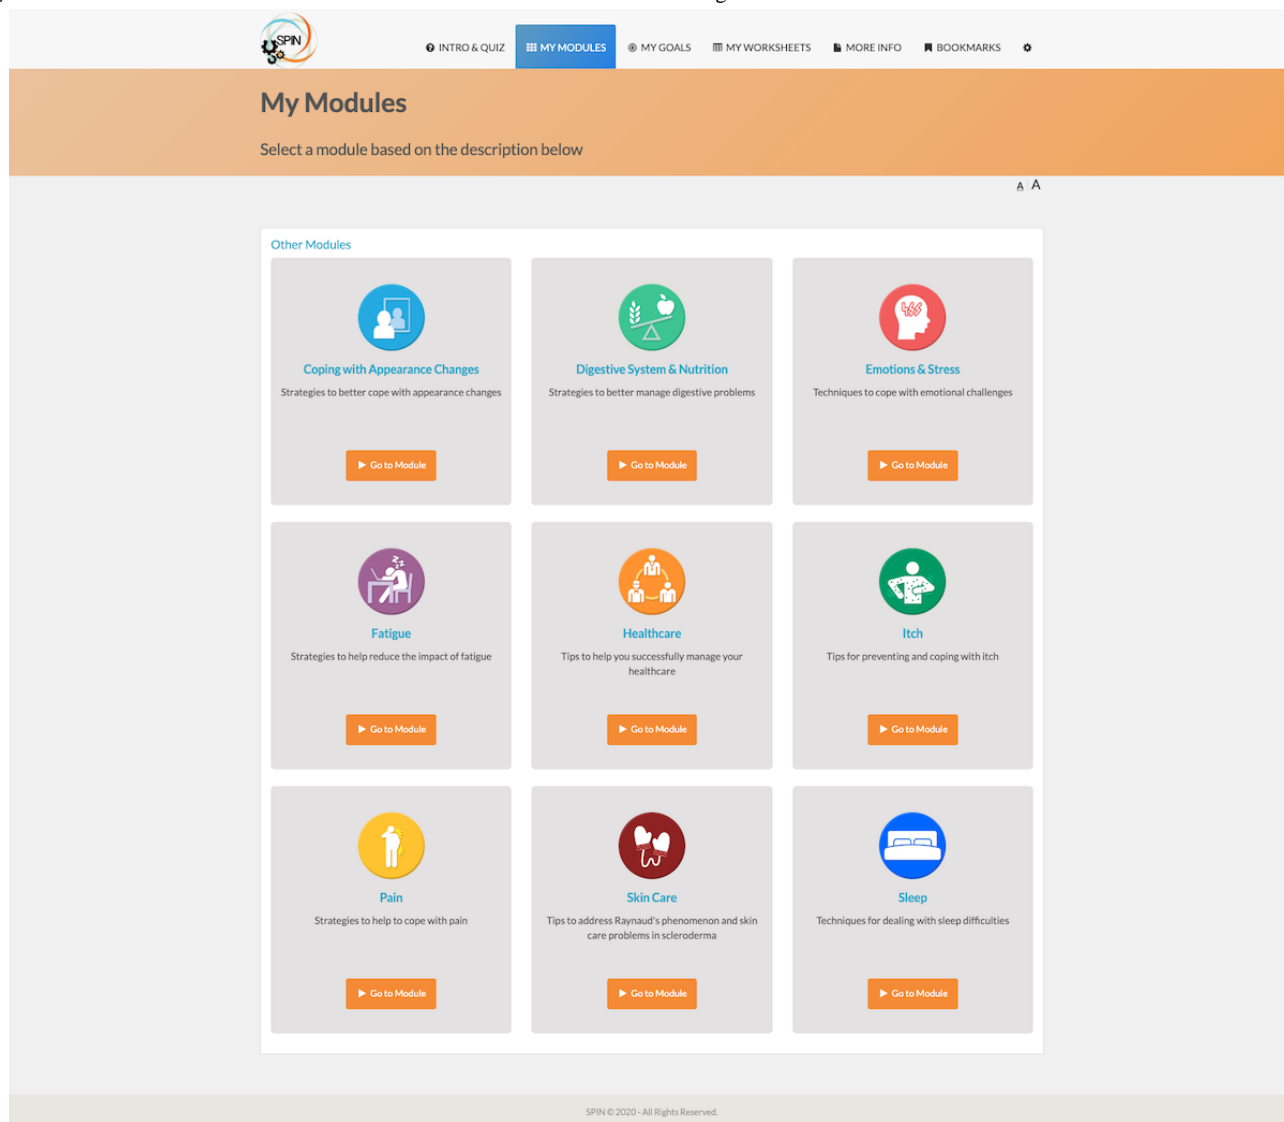 SPIN
INTRO & QUIZ
MY MODULES
MY GOALS
MY WORKSHEETS
MORE INFO
BOOKMARKS
My Modules
Select a module based on the description below
A A
Other Modules
Coping with Appearance Changes
Strategies to better cope with appearance changes
Go to Module
Digestive System & Nutrition
Strategies to better manage digestive problems
Go to Module
Emotions & Stress
Techniques to cope with emotional challenges
Go to Module
Fatigue
Strategies to help reduce the impact of fatigue
Go to Module
Healthcare
Tips to help you successfully manage your
healthcare
Go to Module
Itch
Tips for preventing and coping with itch
Go to Module
Pain
Strategies to help to cope with pain
Go to Module
Skin Care
Tips to address Raynaud's phenomenon and skin
care problems in scleroderma
Go to Module
Sleep
Techniques for dealing with sleep difficulties
Go to Module
SPIN © 2020 - All Rights Reserved.